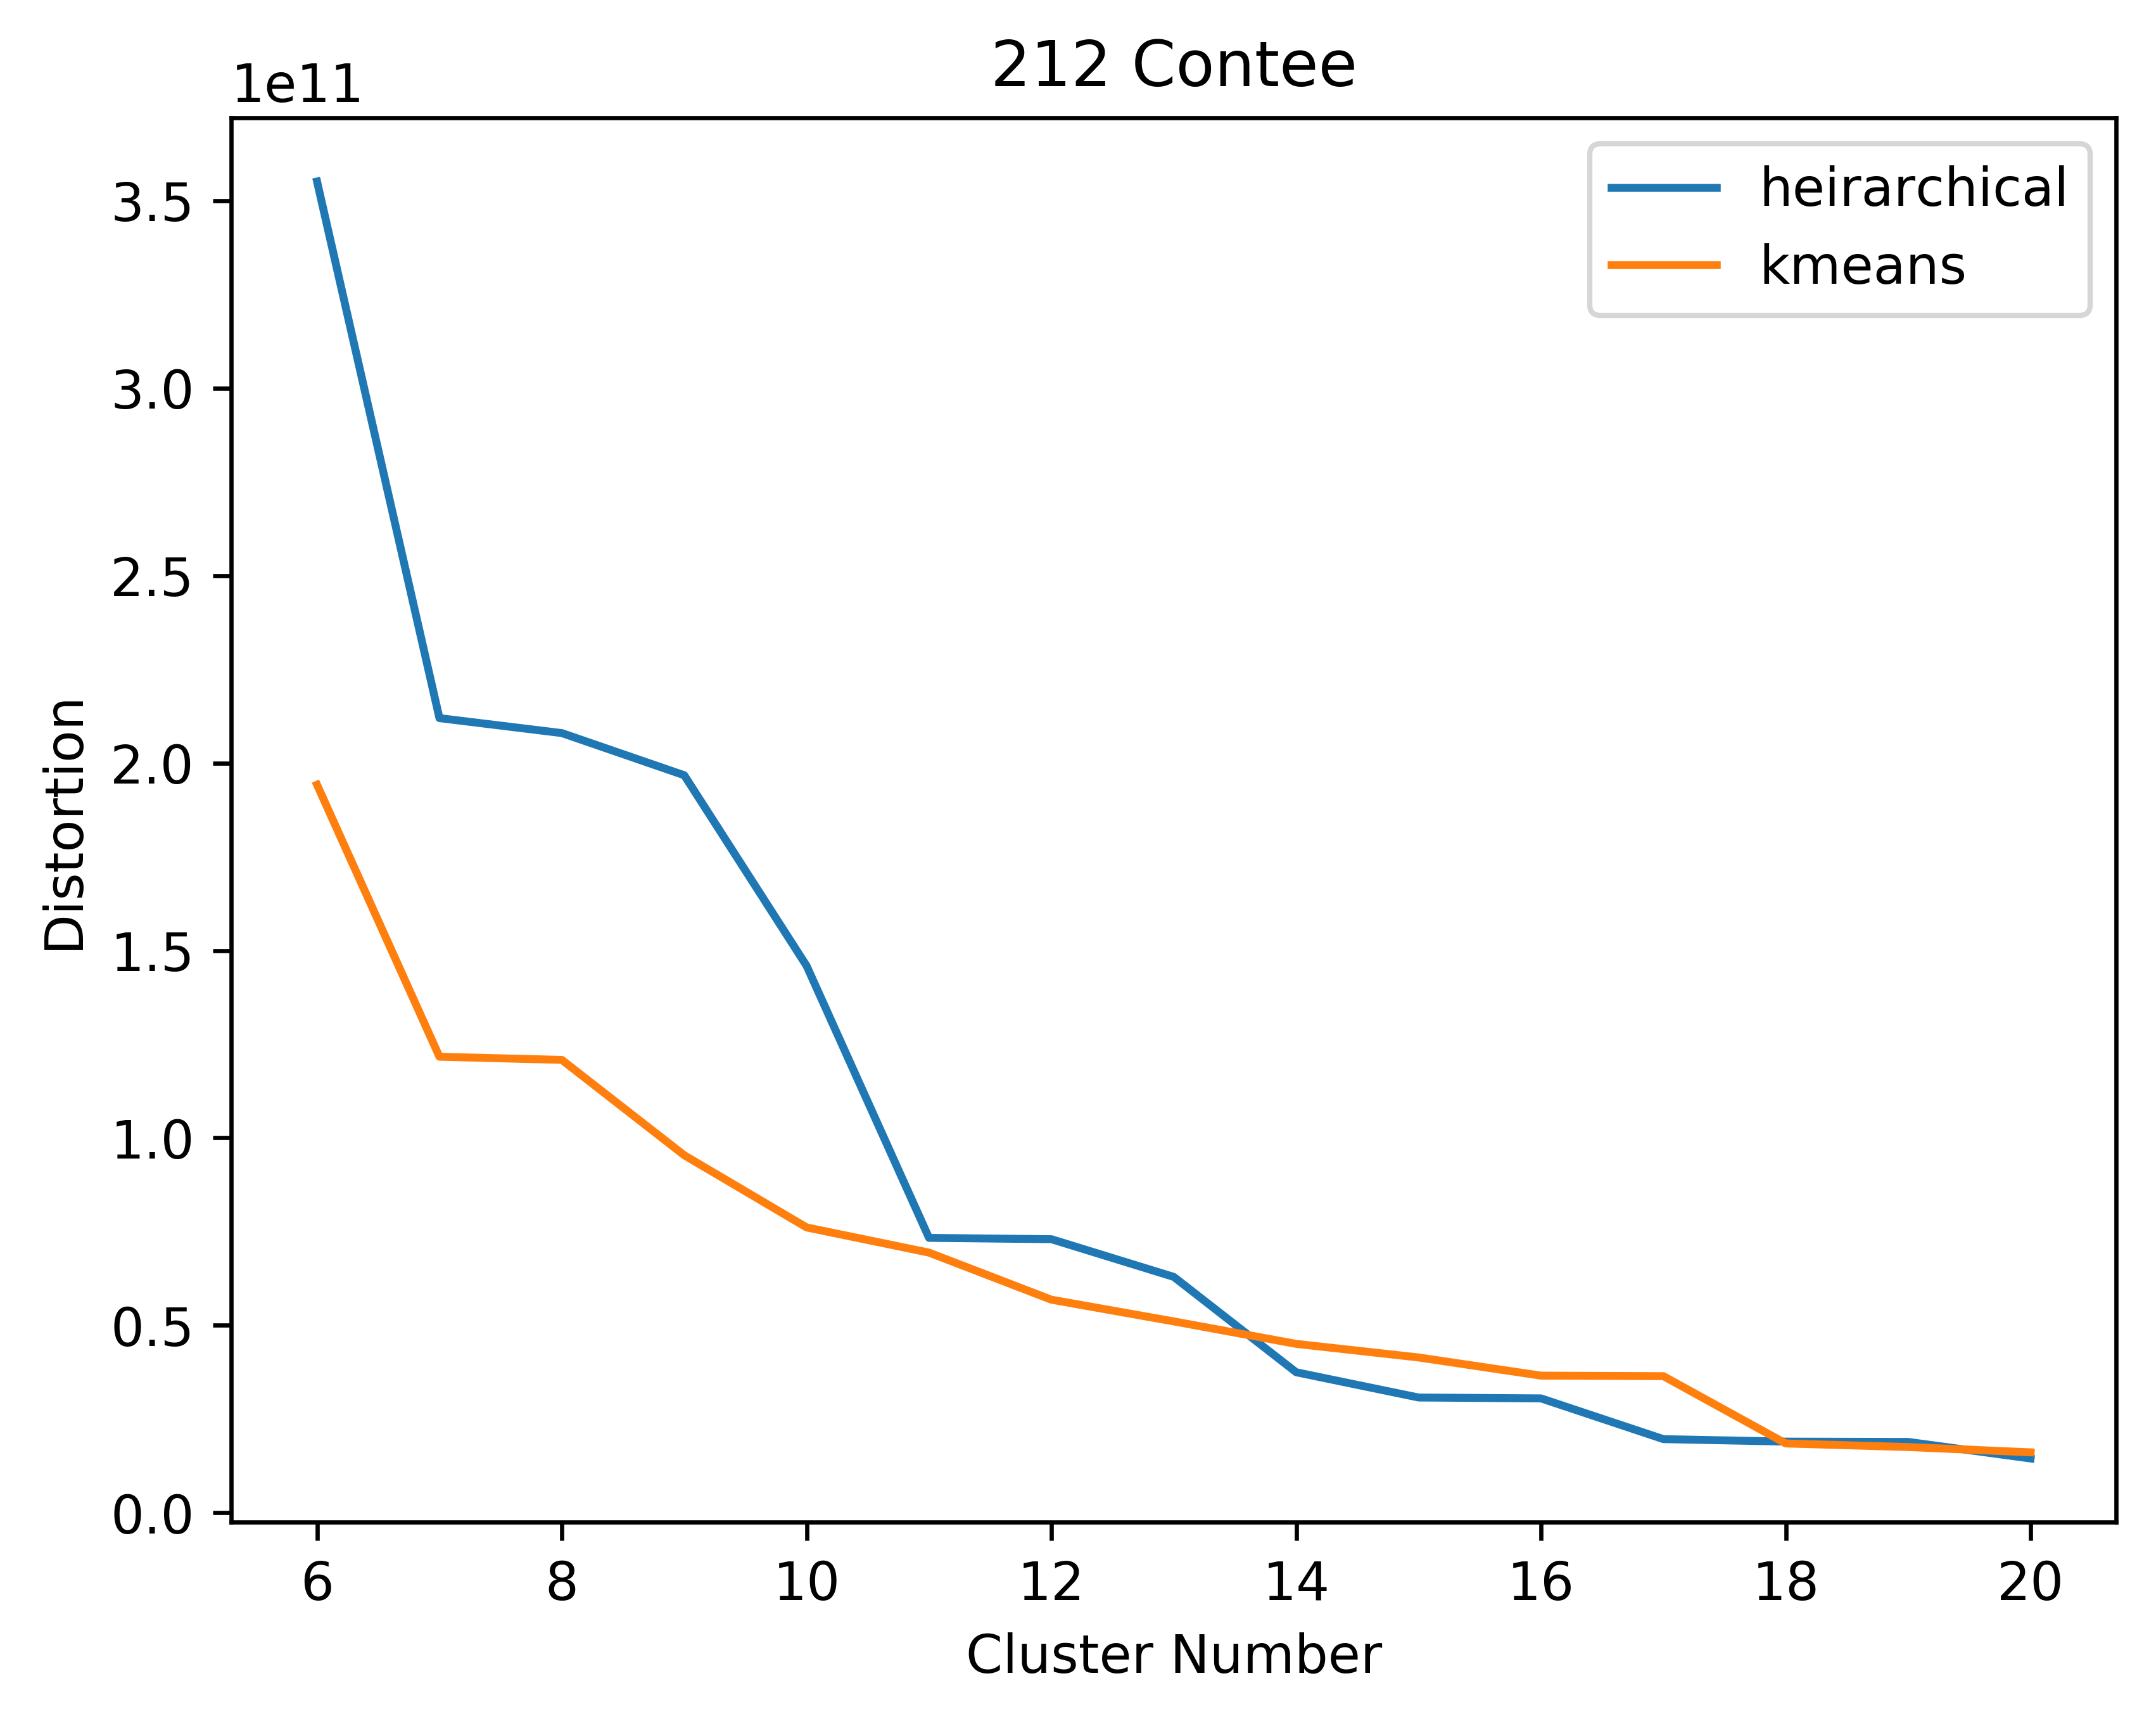 212 Contee
1e11
heirarchical
kmeans
3.5
3.0
2.5
2.0
1.5
1.0
0.5
0.0
Distortion
6 8 10 12 14 16 18 20
Cluster Number